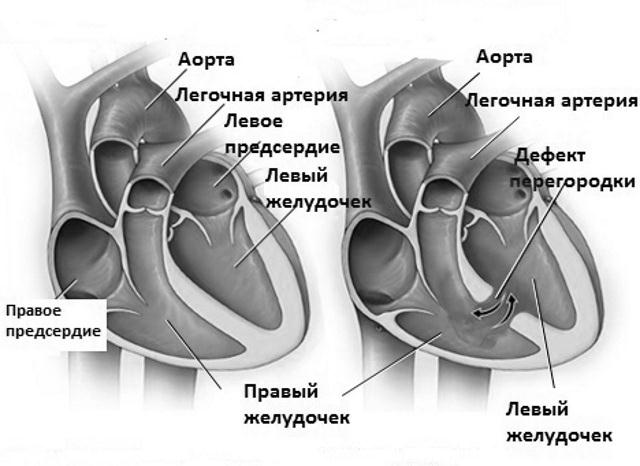 Аорта
Легочная артерия
Левое
предсердие
Левый
желудочек
Правое
предсердие
Правый
желудочек
Аорта
Легочная артерия
Дефект
перегородки
Левый
желудочек